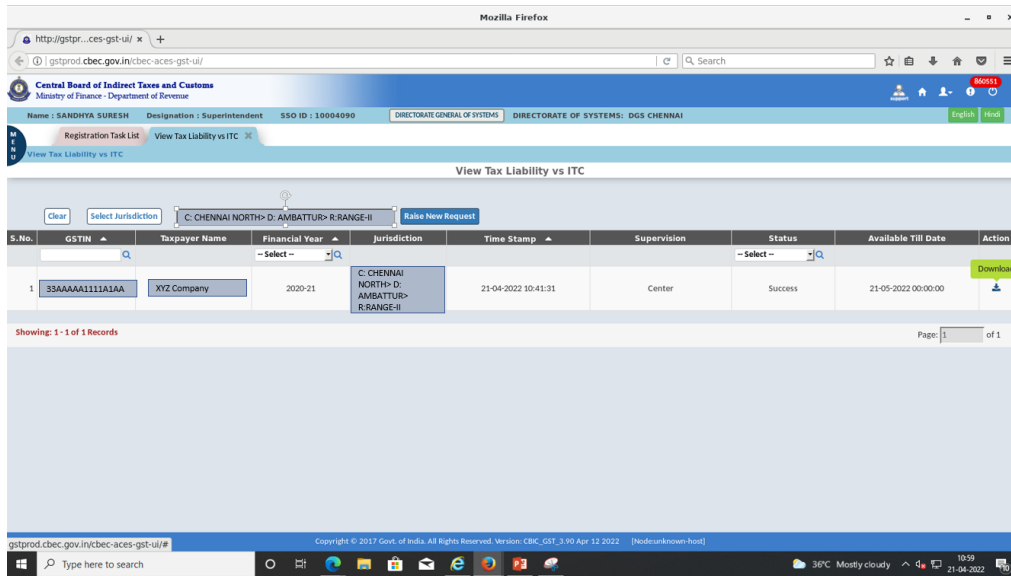 Mozilla Firefox
http://gstpr...ces-gst-ui/ × +
gstprod.cbec.gov.in/cbec-aces-gst-ui/ Search
Central Board of Indirect Taxes and Customs
Ministry of Finance - Department of Revenue
860551
support
Name : SANDHYA SURESH Designation : Superintendent SSO ID : 10004090 DIRECTORATE GENERAL OF SYSTEMS DIRECTORATE OF SYSTEMS: DGS CHENNAI English Hindi
MENU
Registration Task List View Tax Liability vs ITC
View Tax Liability vs ITC
View Tax Liability vs ITC
Clear Select Jurisdiction C: CHENNAI NORTH> D: AMBATTUR> R:RANGE-II Raise New Request
S.No. GSTIN Taxpayer Name Financial Year Jurisdiction Time Stamp Supervision Status Available Till Date Action
-- Select -- -- Select --
Download
1 33AAAAA1111A1AA XYZ Company 2020-21 C: CHENNAI NORTH> D: AMBATTUR> R:RANGE-II 21-04-2022 10:41:31 Center Success 21-05-2022 00:00:00
Showing: 1 - 1 of 1 Records Page: 1 of 1
gstprod.cbec.gov.in/cbec-aces-gst-ui/# Copyright © 2017 Govt. of India. All Rights Reserved. Version: CBIC_GST_3.90 Apr 12 2022 [Node:unknown-host]
Type here to search 36°C Mostly cloudy 10:59
21-04-2022